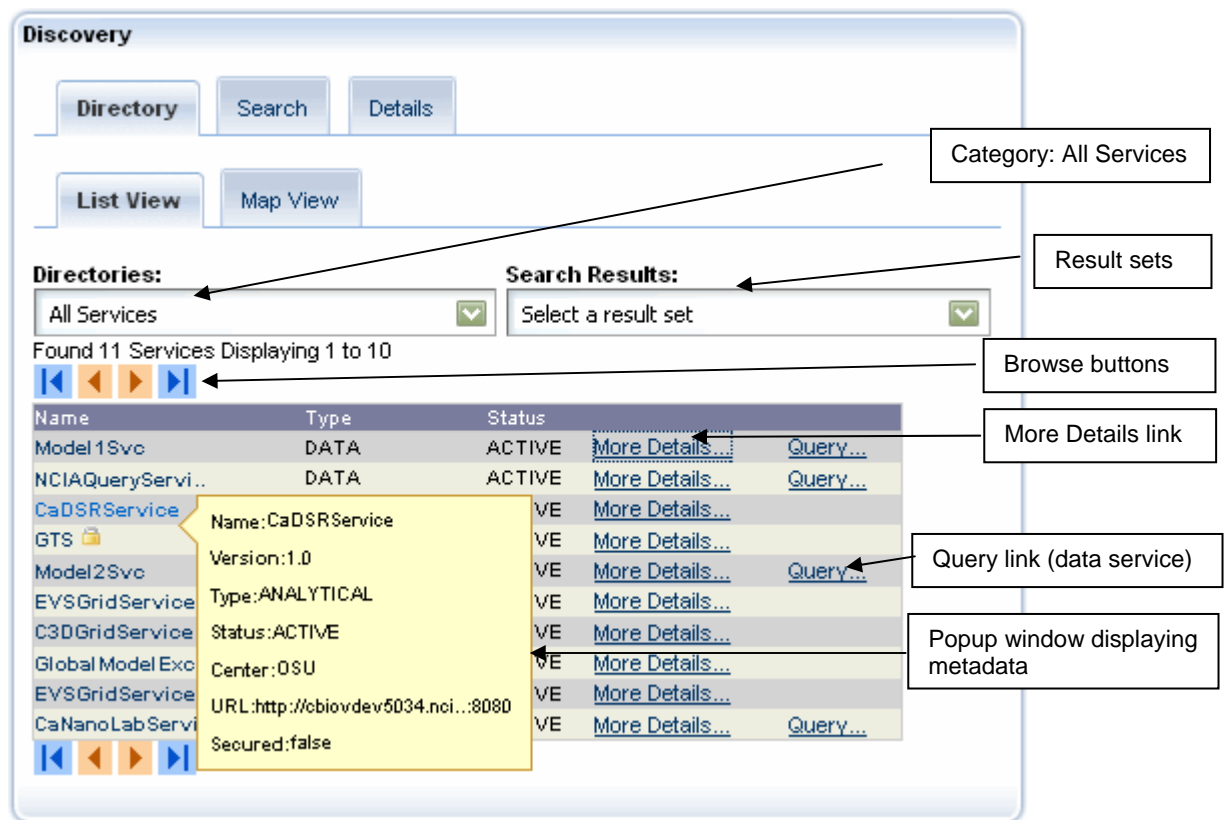 Discovery
Directory Search Details
Category: All Services
List View Map View
Result sets
Directories: Search Results:
All Services Select a result set
Found 11 Services Displaying 1 to 10
Browse buttons
Name Type Status
More Details link
Model1Svc DATA ACTIVE More Details... Query...
NCIAQueryServi.. DATA ACTIVE More Details... Query...
CaDSRService VE More Details...
GTS VE More Details...
Model2Svc VE More Details... Query...
Query link (data service)
EVSGridService VE More Details...
C3DGridService VE More Details...
Global Model Exc VE More Details...
EVSGridService VE More Details...
CaNanoLabServi VE More Details... Query...
Popup window displaying
metadata
Name:CaDSRService
Version:1.0
Type:ANALYTICAL
Status:ACTIVE
Center:OSU
URL:http://cbiovdev5034.nci...:8080
Secured:false